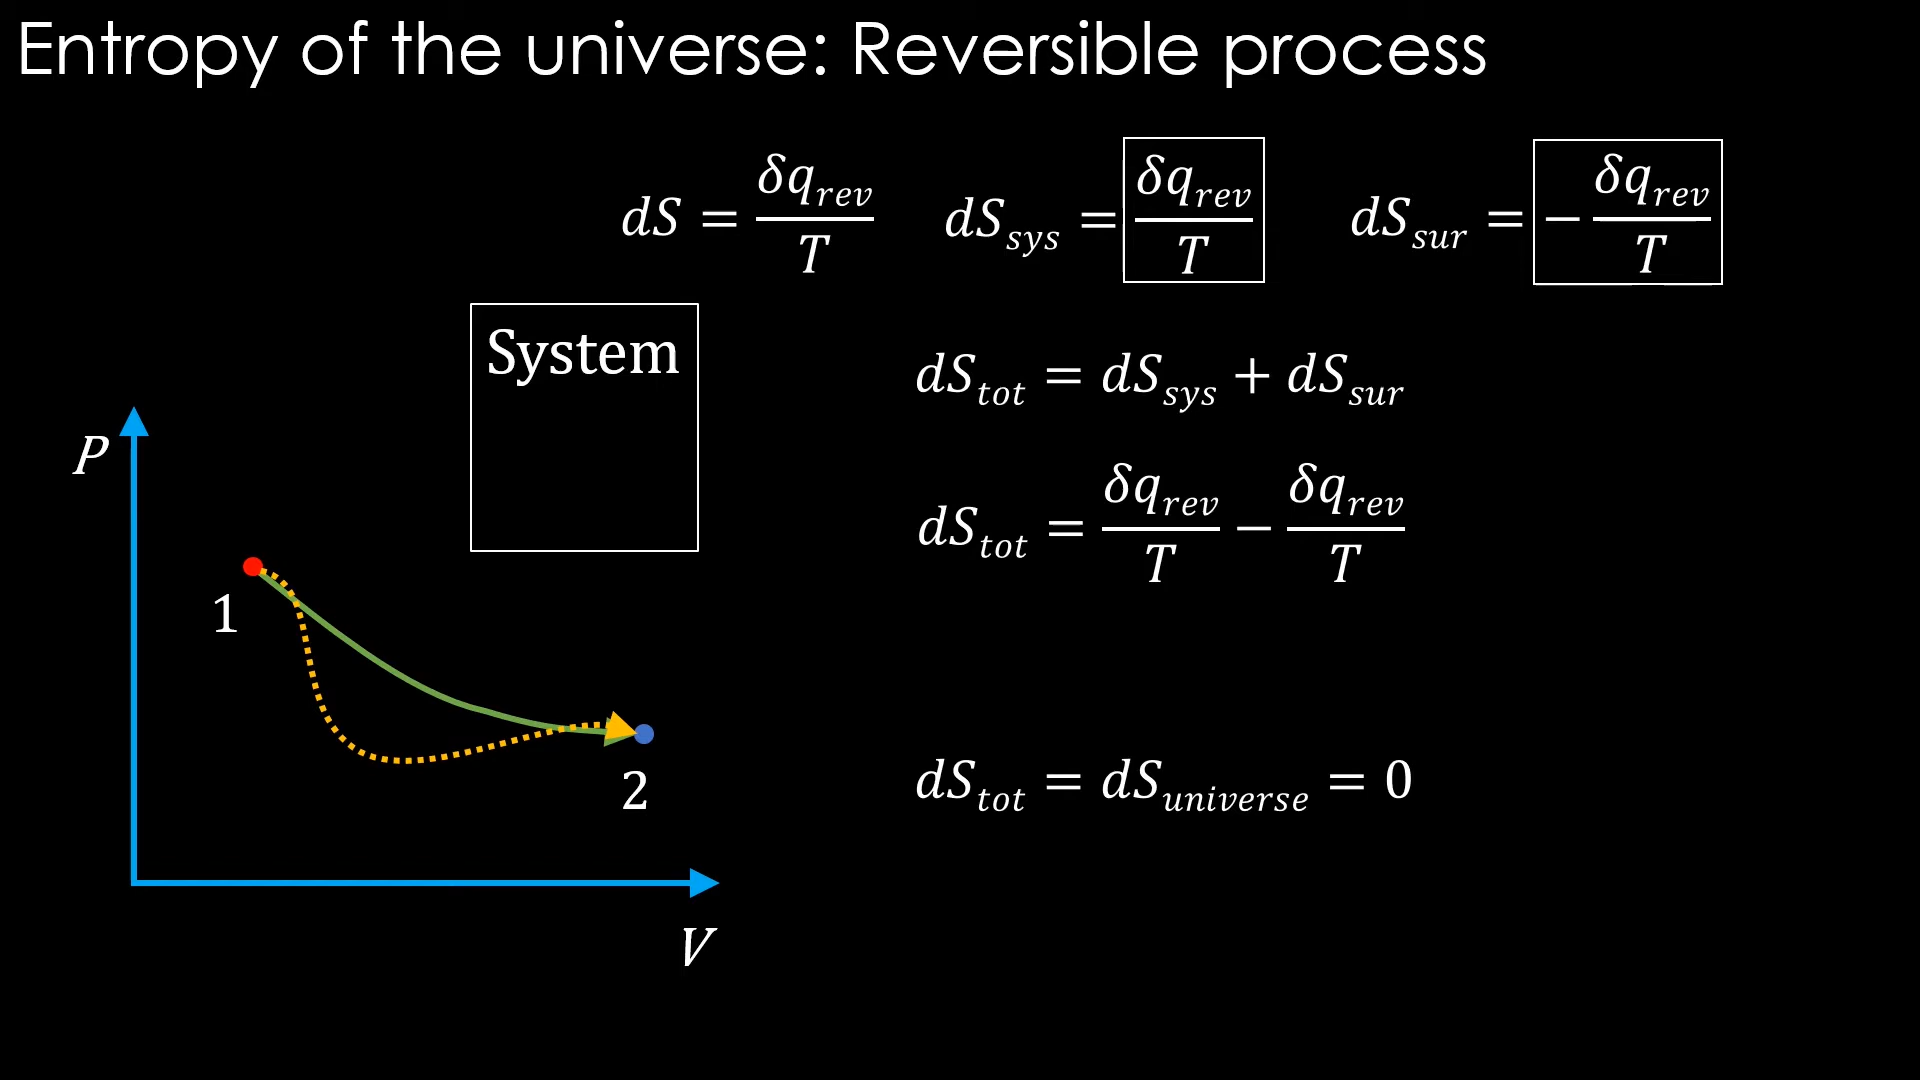 Entropy of the universe: Reversible process
dS = δq_rev / T
dS_sys = δq_rev / T
dS_sur = − δq_rev / T
System
dS_tot = dS_sys + dS_sur
P
dS_tot = δq_rev / T − δq_rev / T
1
2
dS_tot = dS_universe = 0
V